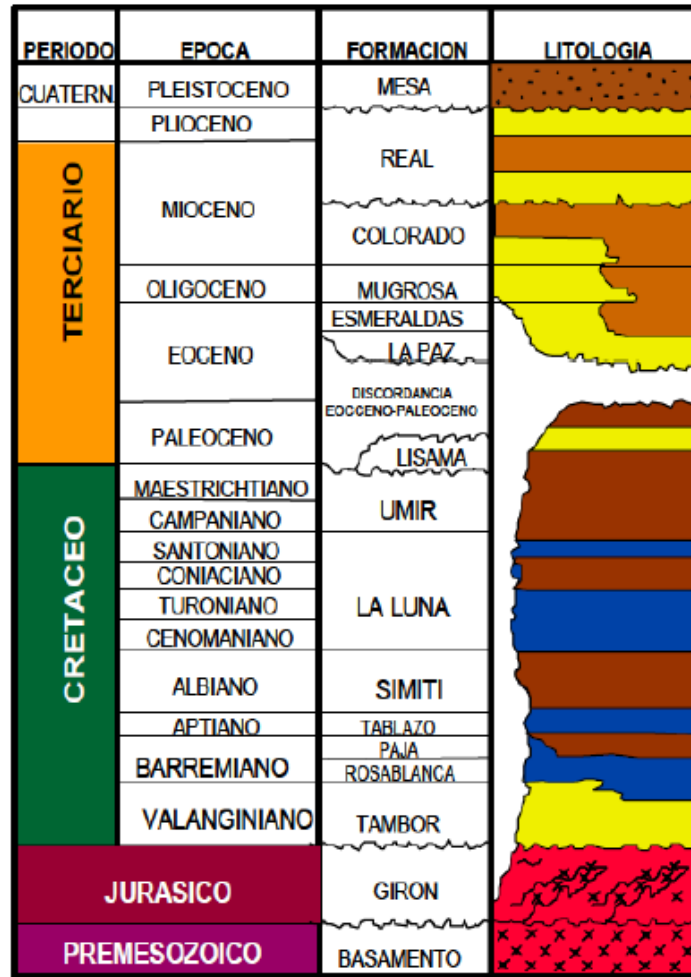 PERIODO EPOCA FORMACION LITOLOGIA
CUATERN. PLEISTOCENO MESA
PLIOCENO
REAL
TERCIARIO
MIOCENO
COLORADO
OLIGOCENO MUGROSA
ESMERALDAS
EOCENO
LA PAZ
DISCORDANCIA
EOCCENO-PALEOCENO
PALEOCENO
LISAMA
CRETACEO
MAESTRICHTIANO
UMIR
CAMPANIANO
SANTONIANO
CONIACIANO
TURONIANO
LA LUNA
CENOMANIANO
ALBIANO SIMITI
APTIANO TABLAZO
PAJA
BARREMIANO
ROSABLANCA
VALANGINIANO TAMBOR
JURASICO GIRON
PREMESOZOICO BASAMENTO